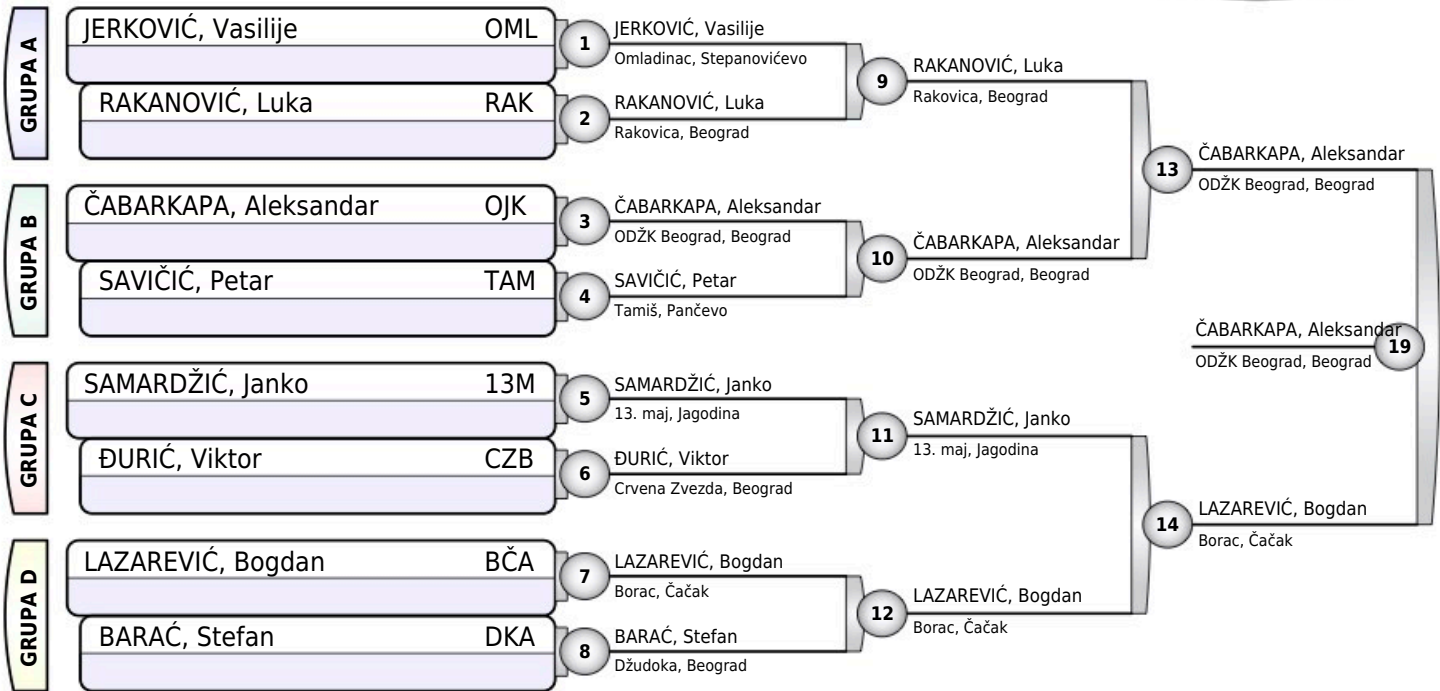 GRUPA A
JERKOVIĆ, Vasilije OML
1
JERKOVIĆ, Vasilije
Omladinac, Stepanovićevo
RAKANOVIĆ, Luka RAK
2
RAKANOVIĆ, Luka
Rakovica, Beograd
9
RAKANOVIĆ, Luka
Rakovica, Beograd
GRUPA B
ČABARKAPA, Aleksandar OJK
3
ČABARKAPA, Aleksandar
ODŽK Beograd, Beograd
SAVIČIĆ, Petar TAM
4
SAVIČIĆ, Petar
Tamiš, Pančevo
10
ČABARKAPA, Aleksandar
ODŽK Beograd, Beograd
13
ČABARKAPA, Aleksandar
ODŽK Beograd, Beograd
GRUPA C
SAMARDŽIĆ, Janko 13M
5
SAMARDŽIĆ, Janko
13. maj, Jagodina
ĐURIĆ, Viktor CZB
6
ĐURIĆ, Viktor
Crvena Zvezda, Beograd
11
SAMARDŽIĆ, Janko
13. maj, Jagodina
GRUPA D
LAZAREVIĆ, Bogdan BČA
7
LAZAREVIĆ, Bogdan
Borac, Čačak
BARAĆ, Stefan DKA
8
BARAĆ, Stefan
Džudoka, Beograd
12
LAZAREVIĆ, Bogdan
Borac, Čačak
14
LAZAREVIĆ, Bogdan
Borac, Čačak
ČABARKAPA, Aleksandar
ODŽK Beograd, Beograd
19